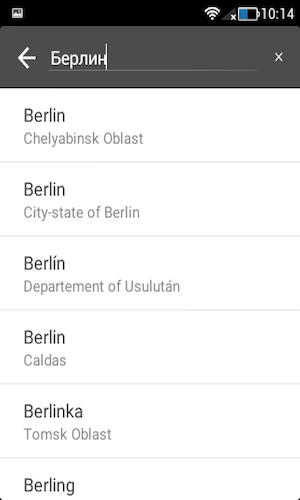 10:14
Берлин
Berlin
Chelyabinsk Oblast
Berlin
City-state of Berlin
Berlín
Departement of Usulután
Berlin
Caldas
Berlinka
Tomsk Oblast
Berling